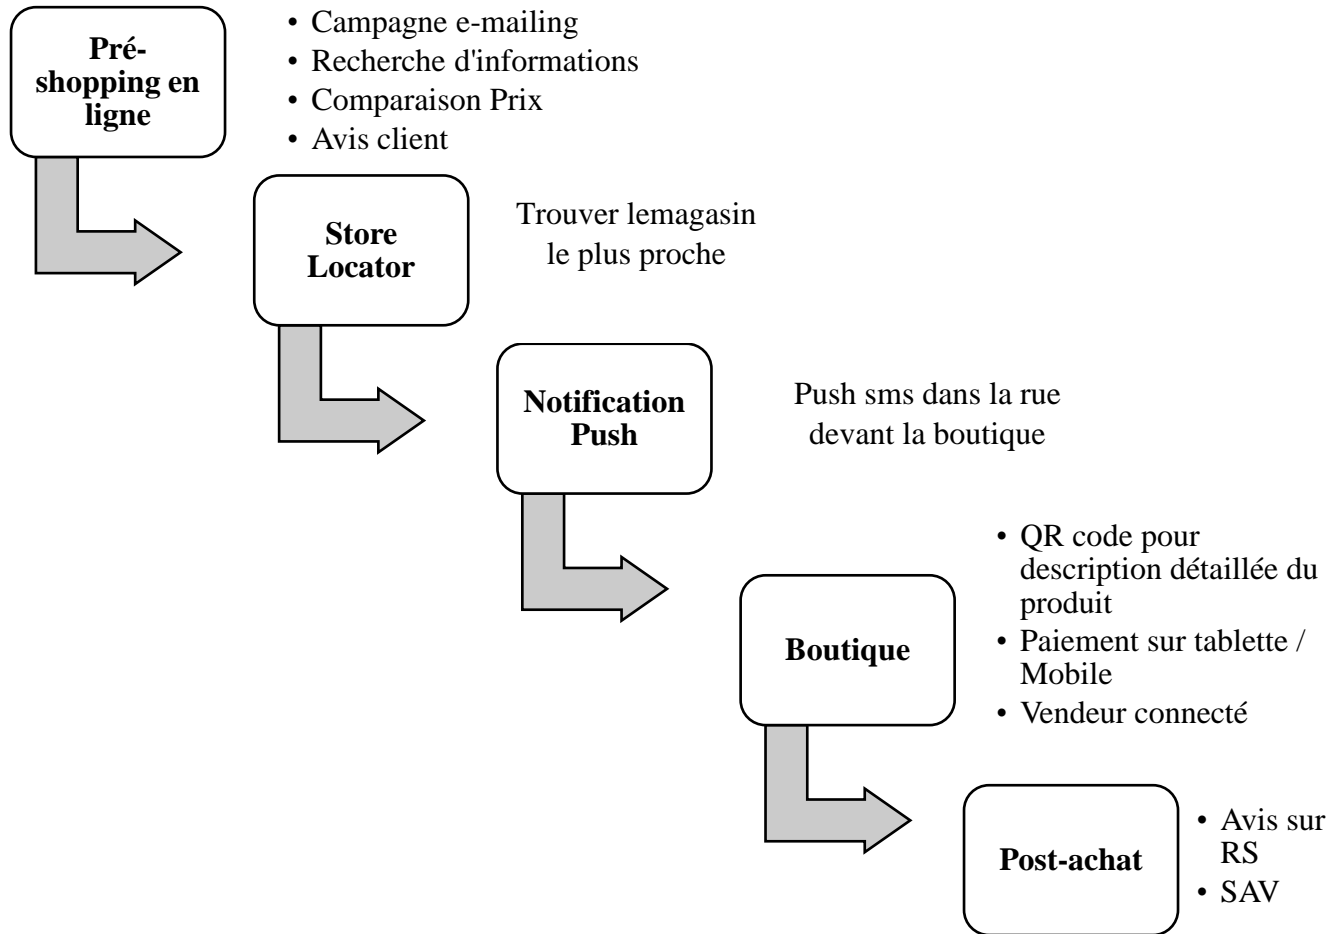 Pré-
shopping en
ligne
• Campagne e-mailing
• Recherche d'informations
• Comparaison Prix
• Avis client
Store
Locator
Trouver lemagasin
le plus proche
Notification
Push
Push sms dans la rue
devant la boutique
Boutique
• QR code pour
description détaillée du
produit
• Paiement sur tablette /
Mobile
• Vendeur connecté
Post-achat
• Avis sur
RS
• SAV